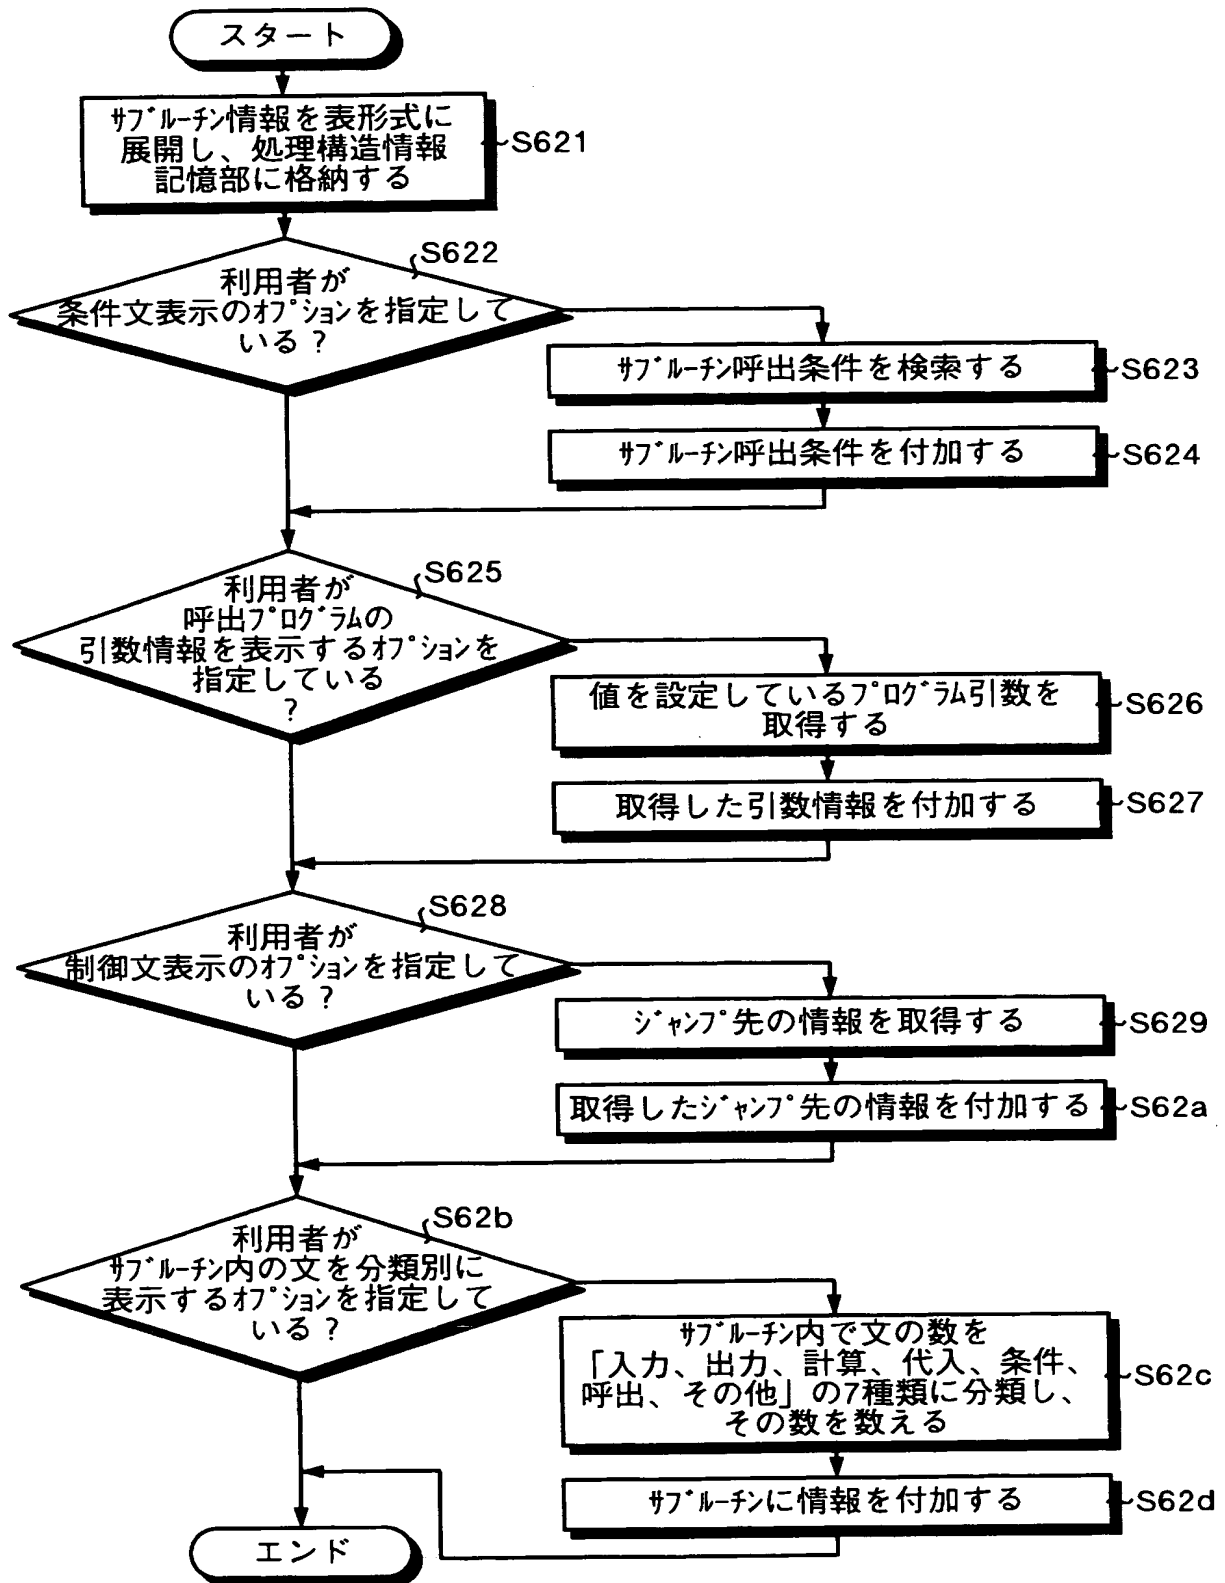 スタート
ｻﾌﾞﾙｰﾁﾝ情報を表形式に
展開し、処理構造情報
記憶部に格納する
S621
S622
利用者が
条件文表示のｵﾌﾟｼｮﾝを指定して
いる?
ｻﾌﾞﾙｰﾁﾝ呼出条件を検索する
S623
ｻﾌﾞﾙｰﾁﾝ呼出条件を付加する
S624
S625
利用者が
呼出ﾌﾟﾛｸﾞﾗﾑの
引数情報を表示するｵﾌﾟｼｮﾝを
指定している
?
値を設定しているﾌﾟﾛｸﾞﾗﾑ引数を
取得する
S626
取得した引数情報を付加する
S627
S628
利用者が
制御文表示のｵﾌﾟｼｮﾝを指定して
いる?
ｼﾞｬﾝﾌﾟ先の情報を取得する
S629
取得したｼﾞｬﾝﾌﾟ先の情報を付加する
S62a
S62b
利用者が
ｻﾌﾞﾙｰﾁﾝ内の文を分類別に
表示するｵﾌﾟｼｮﾝを指定して
いる?
ｻﾌﾞﾙｰﾁﾝ内で文の数を
「入力、出力、計算、代入、条件、
呼出、その他」の7種類に分類し、
その数を数える
S62c
ｻﾌﾞﾙｰﾁﾝに情報を付加する
S62d
エンド